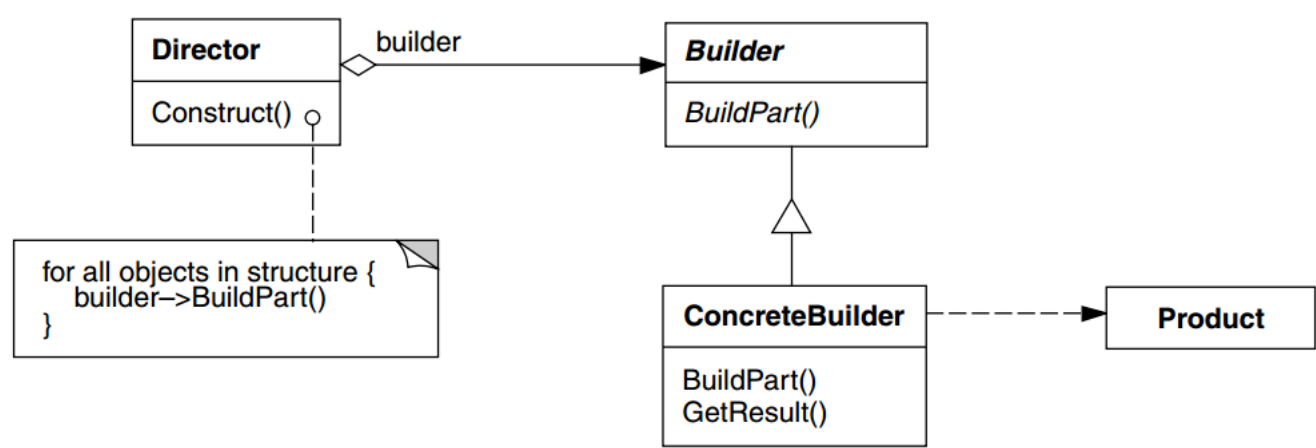 Director
Construct()
builder
Builder
BuildPart()
for all objects in structure {
builder–>BuildPart()
}
ConcreteBuilder
BuildPart()
GetResult()
Product